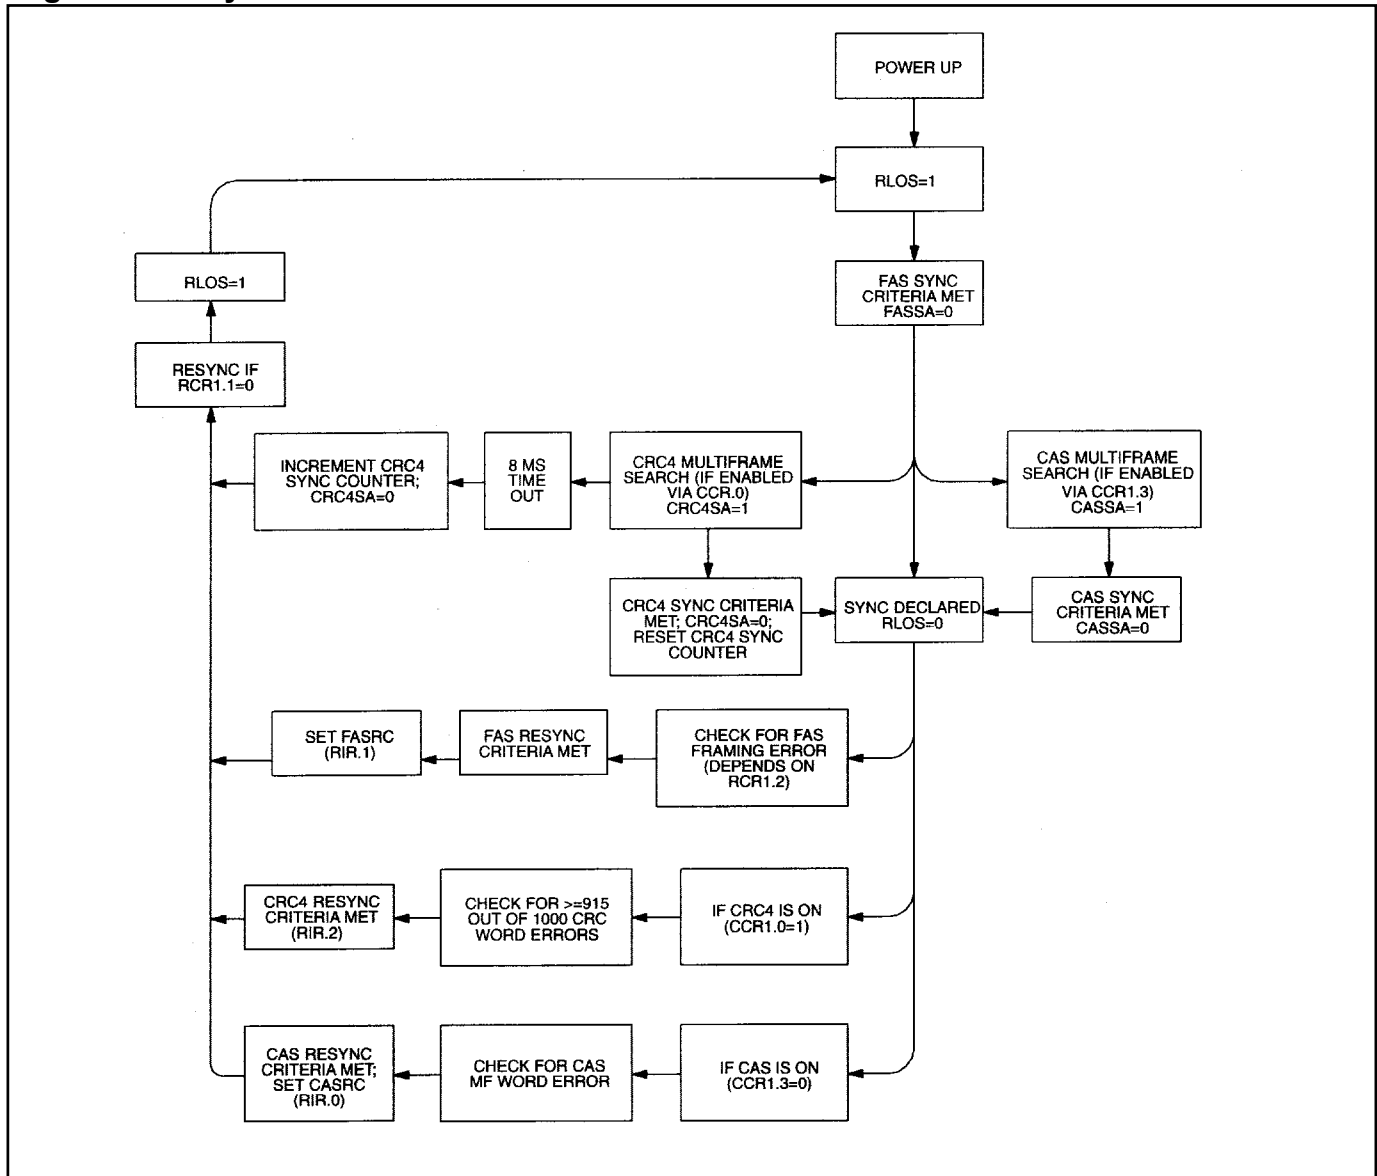 POWER UP
RLOS=1
RLOS=1
FAS SYNC
CRITERIA MET
FASSA=0
RESYNC IF
RCR1.1=0
INCREMENT CRC4
SYNC COUNTER;
CRC4SA=0
8 MS
TIME
OUT
CRC4 MULTIFRAME
SEARCH (IF ENABLED
VIA CCR.0)
CRC4SA=1
CAS MULTIFRAME
SEARCH (IF ENABLED
VIA CCR1.3)
CASSA=1
CRC4 SYNC CRITERIA
MET; CRC4SA=0;
RESET CRC4 SYNC
COUNTER
SYNC DECLARED
RLOS=0
CAS SYNC
CRITERIA MET
CASSA=0
SET FASRC
(RIR.1)
FAS RESYNC
CRITERIA MET
CHECK FOR FAS
FRAMING ERROR
(DEPENDS ON
RCR1.2)
CRC4 RESYNC
CRITERIA MET
(RIR.2)
CHECK FOR >=915
OUT OF 1000 CRC
WORD ERRORS
IF CRC4 IS ON
(CCR1.0=1)
CAS RESYNC
CRITERIA MET;
SET CASRC
(RIR.0)
CHECK FOR CAS
MF WORD ERROR
IF CAS IS ON
(CCR1.3=0)